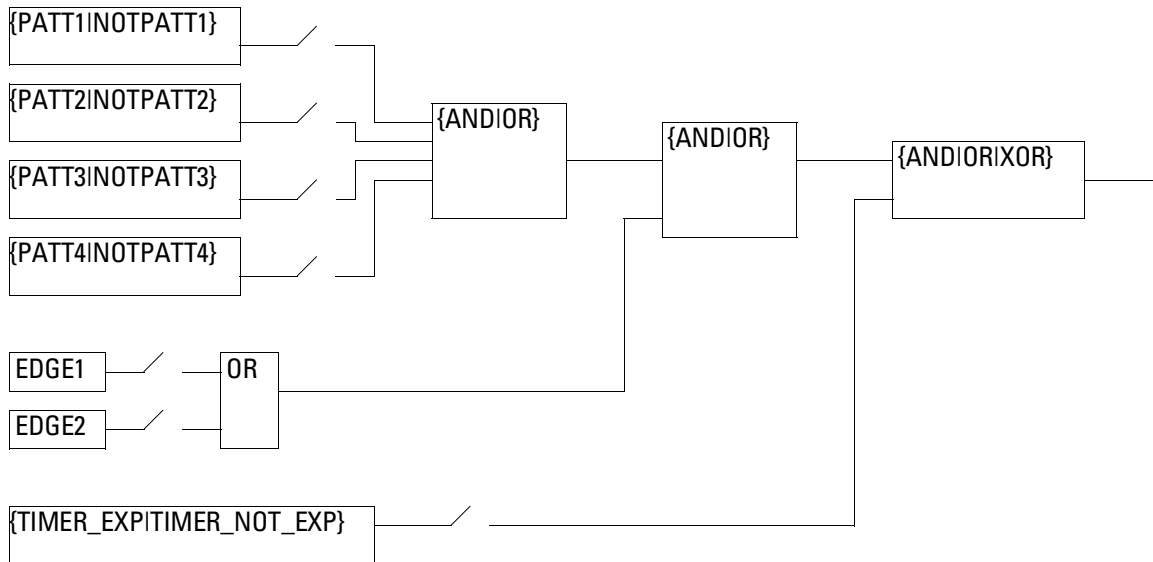 {PATT1|NOTPATT1}
{PATT2|NOTPATT2}
{PATT3|NOTPATT3}
{PATT4|NOTPATT4}
{AND|OR}
{AND|OR}
{AND|OR|XOR}
EDGE1
OR
EDGE2
{TIMER_EXP|TIMER_NOT_EXP}